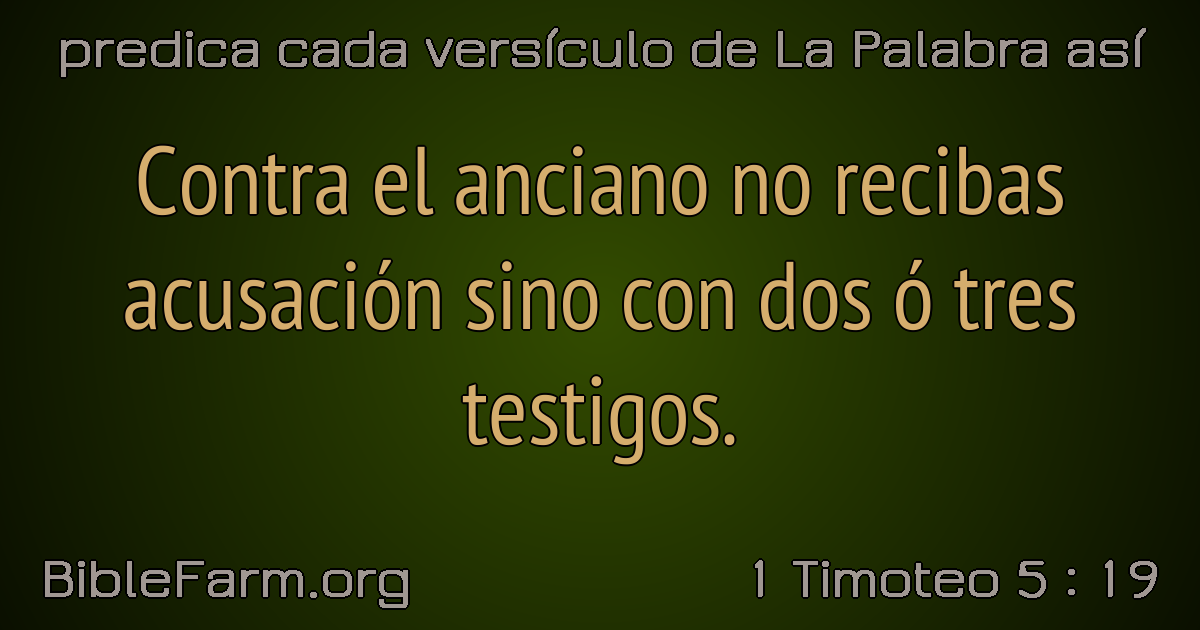 predica cada versículo de La Palabra así
Contra el anciano no recibas
acusación sino con dos ó tres
testigos.
BibleFarm.org
1 Timoteo 5 : 19